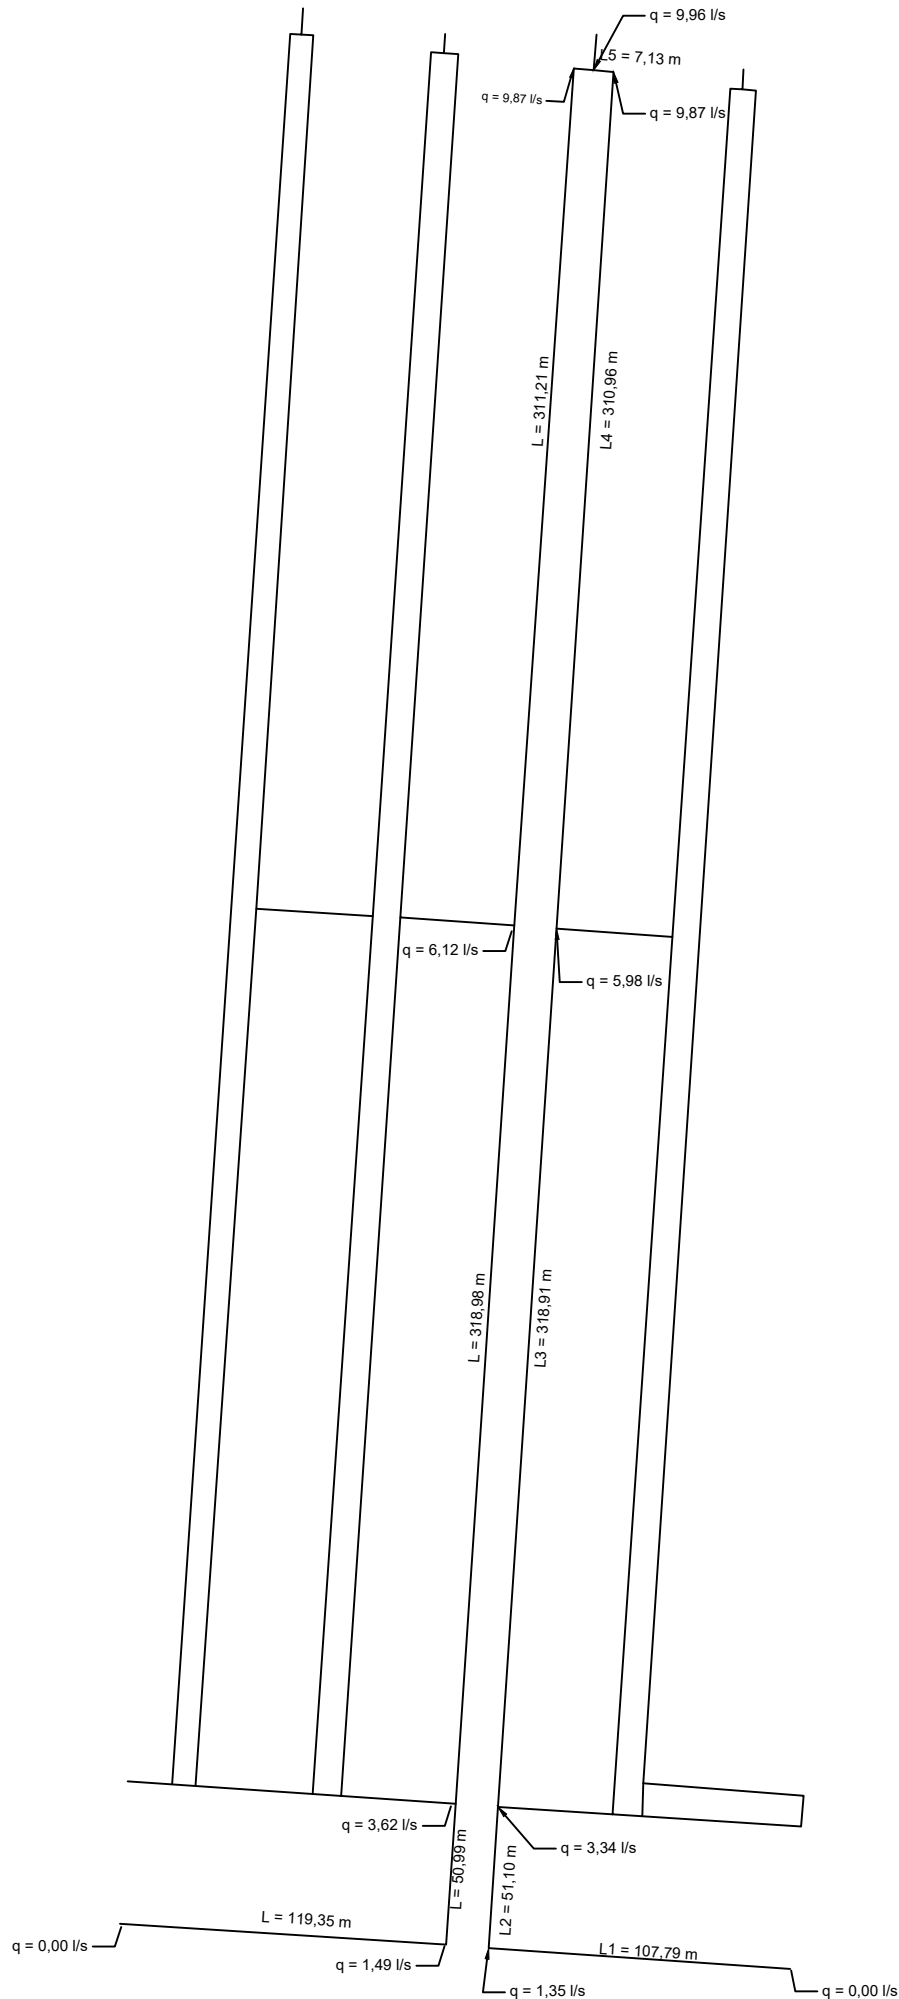 q = 9,96 l/s
L5 = 7,13 m
q = 9,87 l/s
q = 9,87 l/s
L = 311,21 m
L4 = 310,96 m
q = 6,12 l/s
q = 5,98 l/s
L = 318,98 m
L3 = 318,91 m
q = 3,62 l/s
q = 3,34 l/s
L = 50,99 m
L2 = 51,10 m
L = 119,35 m
q = 0,00 l/s
q = 1,49 l/s
L1 = 107,79 m
q = 1,35 l/s
q = 0,00 l/s